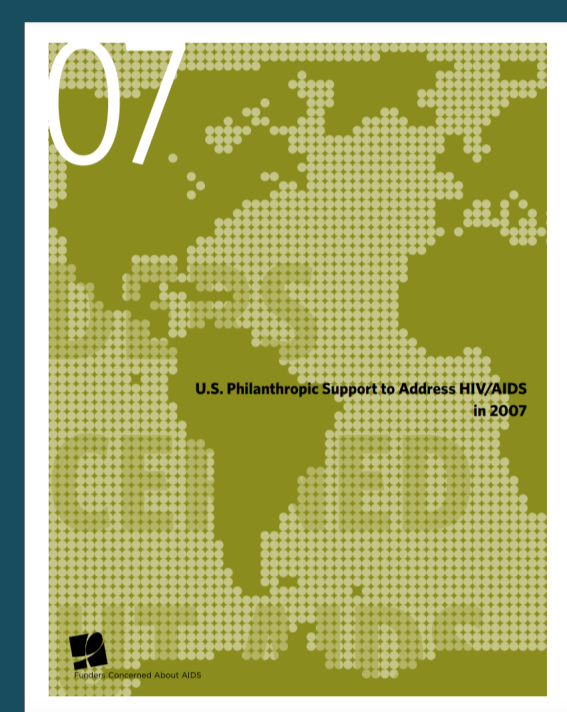 07
U.S. Philanthropic Support to Address HIV/AIDS
in 2007
Funders Concerned About AIDS